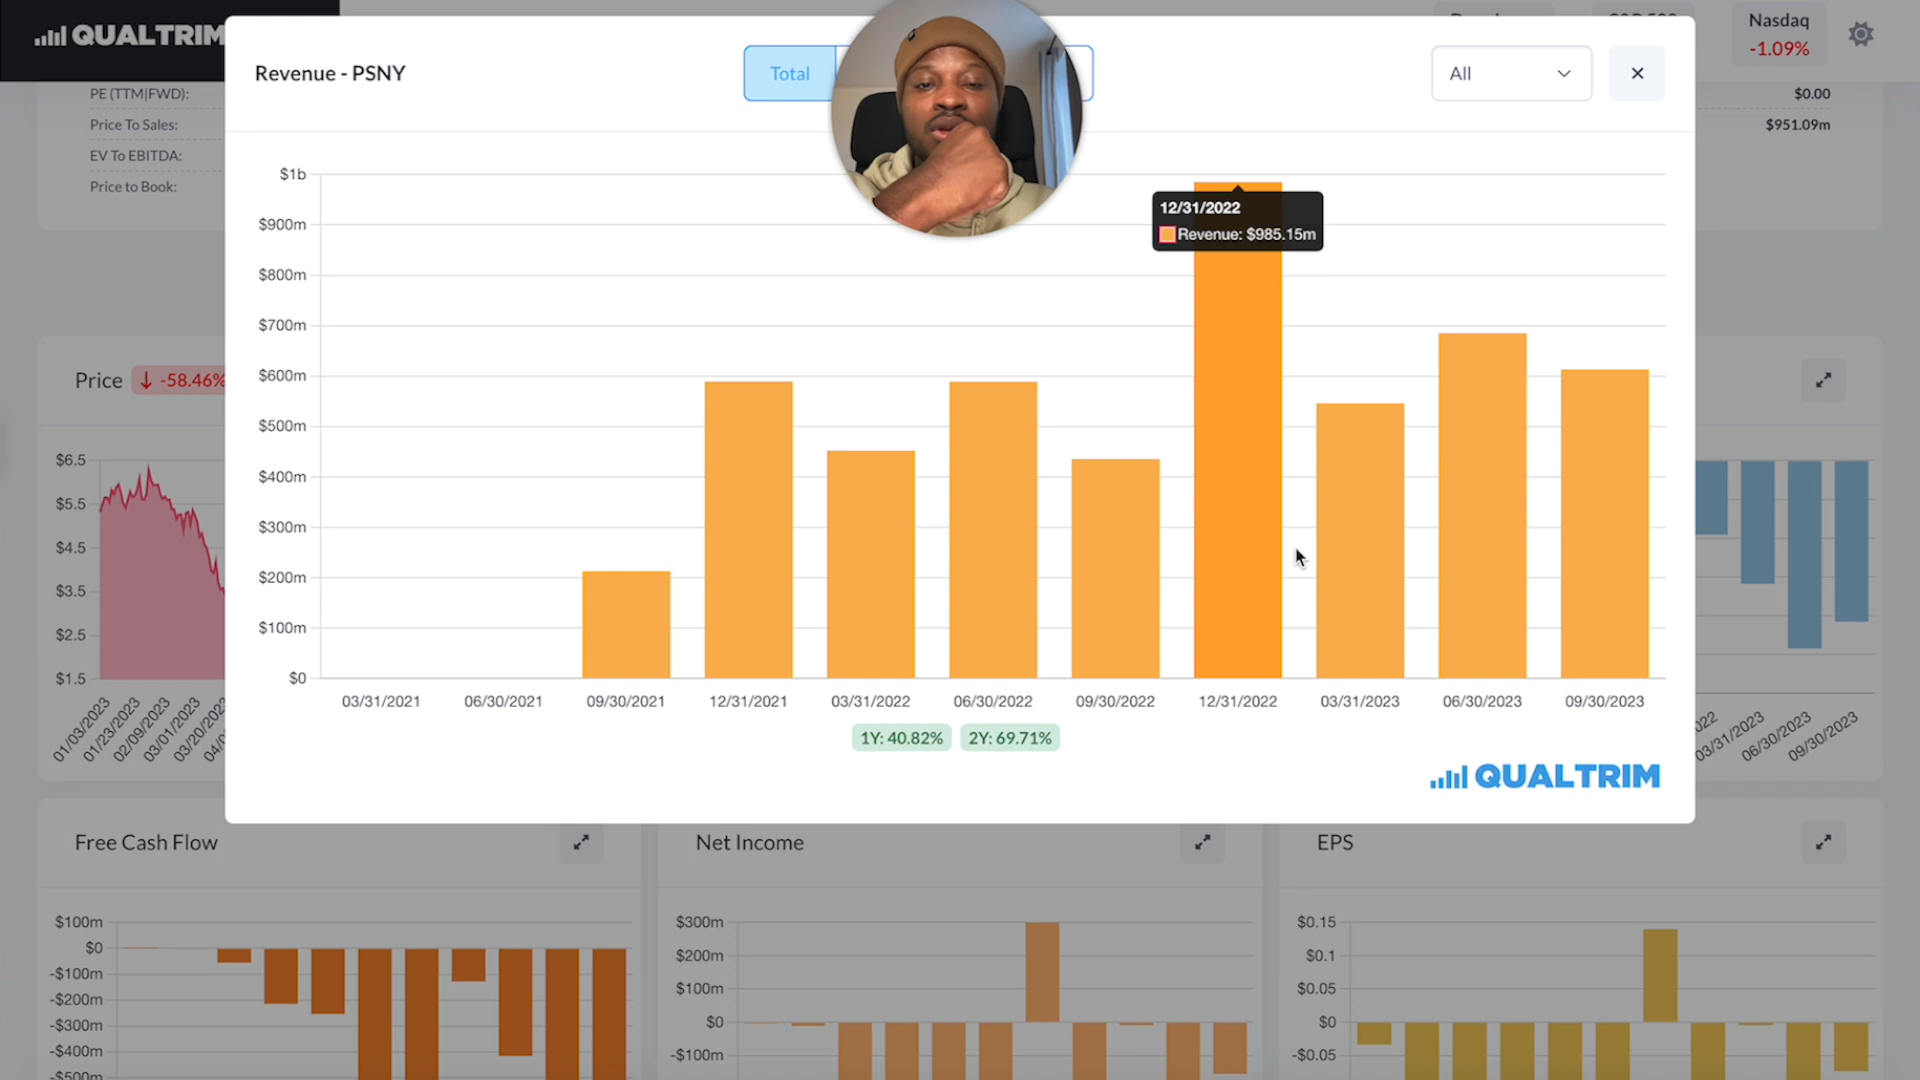 QUALTRIM
Nasdaq
-1.09%
Revenue - PSNY
Total
All
PE (TTM|FWD):
$0.00
Price To Sales:
$951.09m
EV To EBITDA:
Price to Book:
$1b
$900m
$800m
$700m
$600m
$500m
$400m
$300m
$200m
$100m
$0
12/31/2022
Revenue: $985.15m
03/31/2021 06/30/2021 09/30/2021 12/31/2021 03/31/2022 06/30/2022 09/30/2022 12/31/2022 03/31/2023 06/30/2023 09/30/2023
1Y: 40.82% 2Y: 69.71%
QUALTRIM
Price -58.46%
$6.5
$5.5
$4.5
$3.5
$2.5
$1.5
01/03/2023 01/23/2023 02/09/2023 03/01/2023
03/31/2023 06/30/2023 09/30/2023
Free Cash Flow
$100m
$0
-$100m
-$200m
-$300m
-$400m
-$500m
Net Income
$300m
$200m
$100m
$0
-$100m
EPS
$0.15
$0.1
$0.05
$0
-$0.05